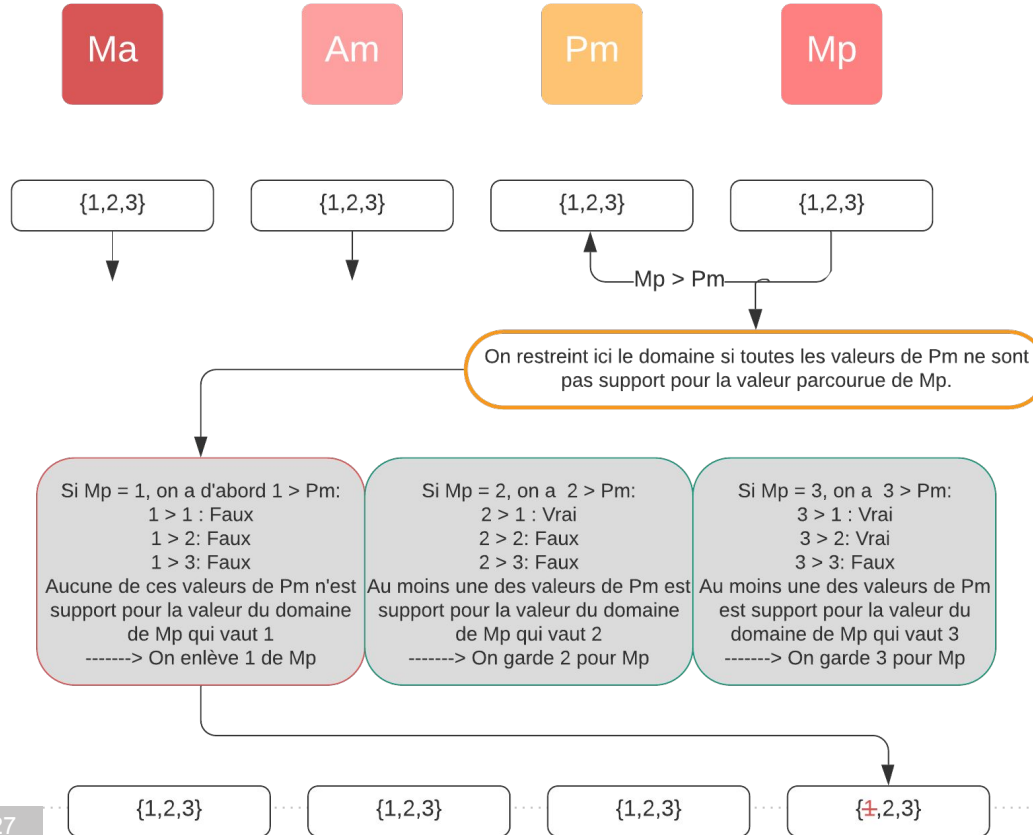 Ma
Am
Pm
Mp
{1,2,3}
{1,2,3}
{1,2,3}
{1,2,3}
Mp > Pm
On restreint ici le domaine si toutes les valeurs de Pm ne sont
pas support pour la valeur parcourue de Mp.
Si Mp = 1, on a d'abord 1 > Pm:
1 > 1 : Faux
1 > 2: Faux
1 > 3: Faux
Aucune de ces valeurs de Pm n'est
support pour la valeur du domaine
de Mp qui vaut 1
-------> On enlève 1 de Mp
Si Mp = 2, on a  2 > Pm:
2 > 1 : Vrai
2 > 2: Faux
2 > 3: Faux
Au moins une des valeurs de Pm est
support pour la valeur du domaine
de Mp qui vaut 2
-------> On garde 2 pour Mp
Si Mp = 3, on a  3 > Pm:
3 > 1 : Vrai
3 > 2: Vrai
3 > 3: Faux
Au moins une des valeurs de Pm
est support pour la valeur du
domaine de Mp qui vaut 3
-------> On garde 3 pour Mp
{1,2,3}
{1,2,3}
{1,2,3}
{1,2,3}
27